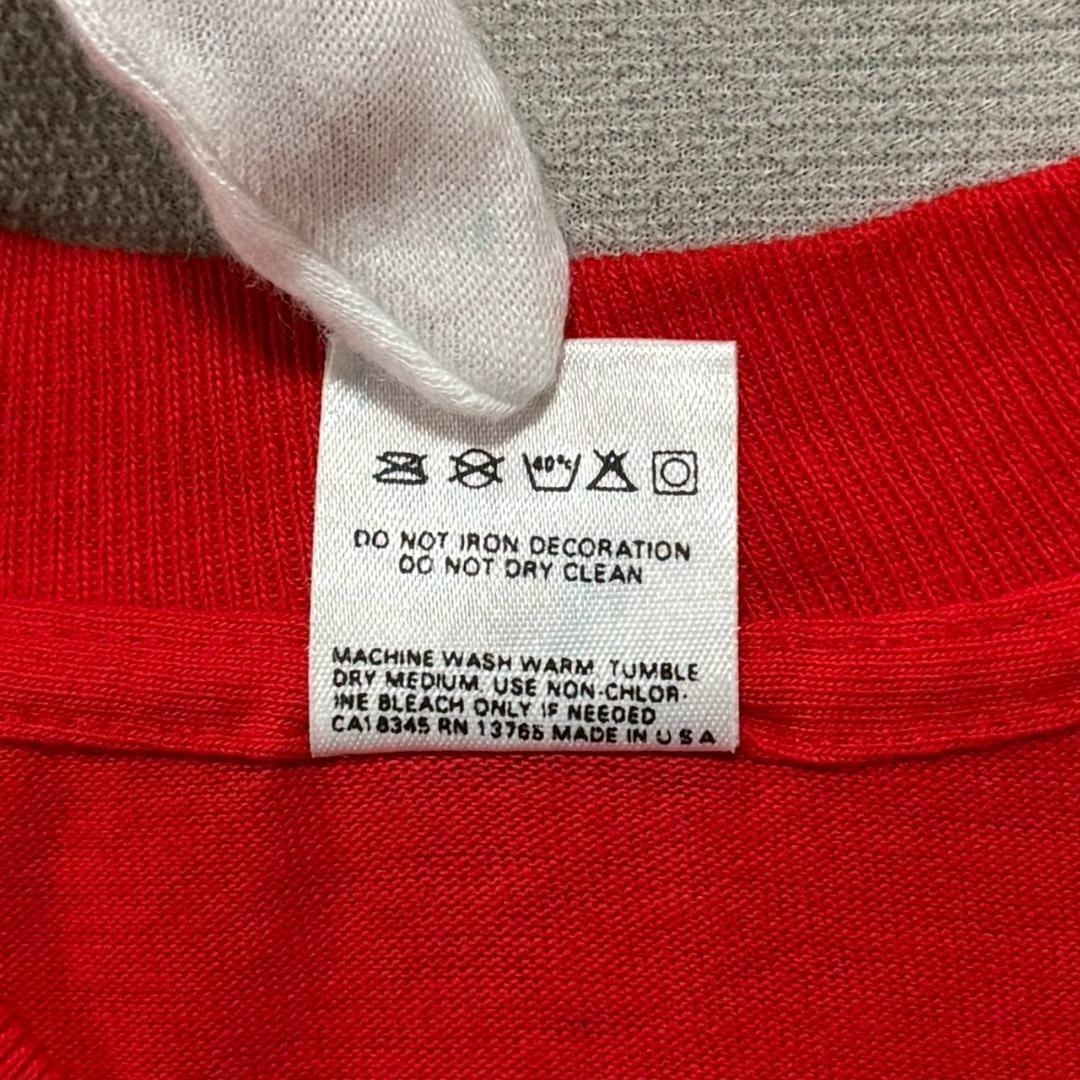 40°c
DO NOT IRON DECORATION
DO NOT DRY CLEAN
MACHINE WASH WARM. TUMBLE
DRY MEDIUM. USE NON-CHLOR-
INE BLEACH ONLY IF NEEDED
CA18345 RN 13765 MADE IN U S A